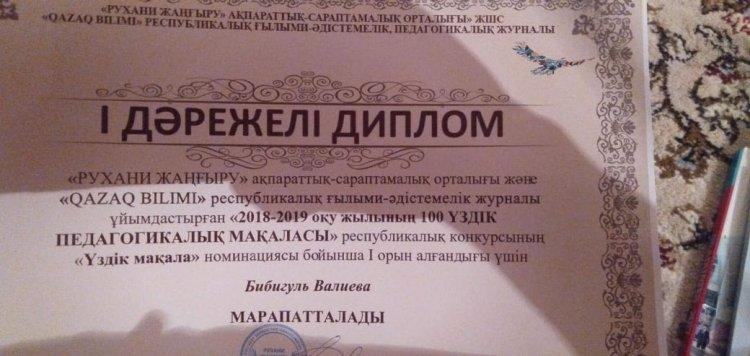 «РУХАНИ ЖАҢҒЫРУ» АҚПАРАТТЫҚ-САРАПТАМАЛЫҚ ОРТАЛЫҒЫ» ЖШС
«QAZAQ BILIMI» РЕСПУБЛИКАЛЫҚ ҒЫЛЫМИ-ӘДІСТЕМЕЛІК, ПЕДАГОГИКАЛЫҚ ЖУРНАЛЫ
І ДӘРЕЖЕЛІ ДИПЛОМ
«РУХАНИ ЖАҢҒЫРУ» ақпараттық-сараптамалық орталығы және
«QAZAQ BILIMI» республикалық ғылыми-әдістемелік журналы
ұйымдастырған «2018-2019 оқу жылының 100 ҮЗДІК
ПЕДАГОГИКАЛЫҚ МАҚАЛАСЫ» республикалық конкурсының
«Үздік мақала» номинациясы бойынша І орын алғандығы үшін
Бибигуль Валиева
МАРАПАТТАЛАДЫ
РУХАНИ